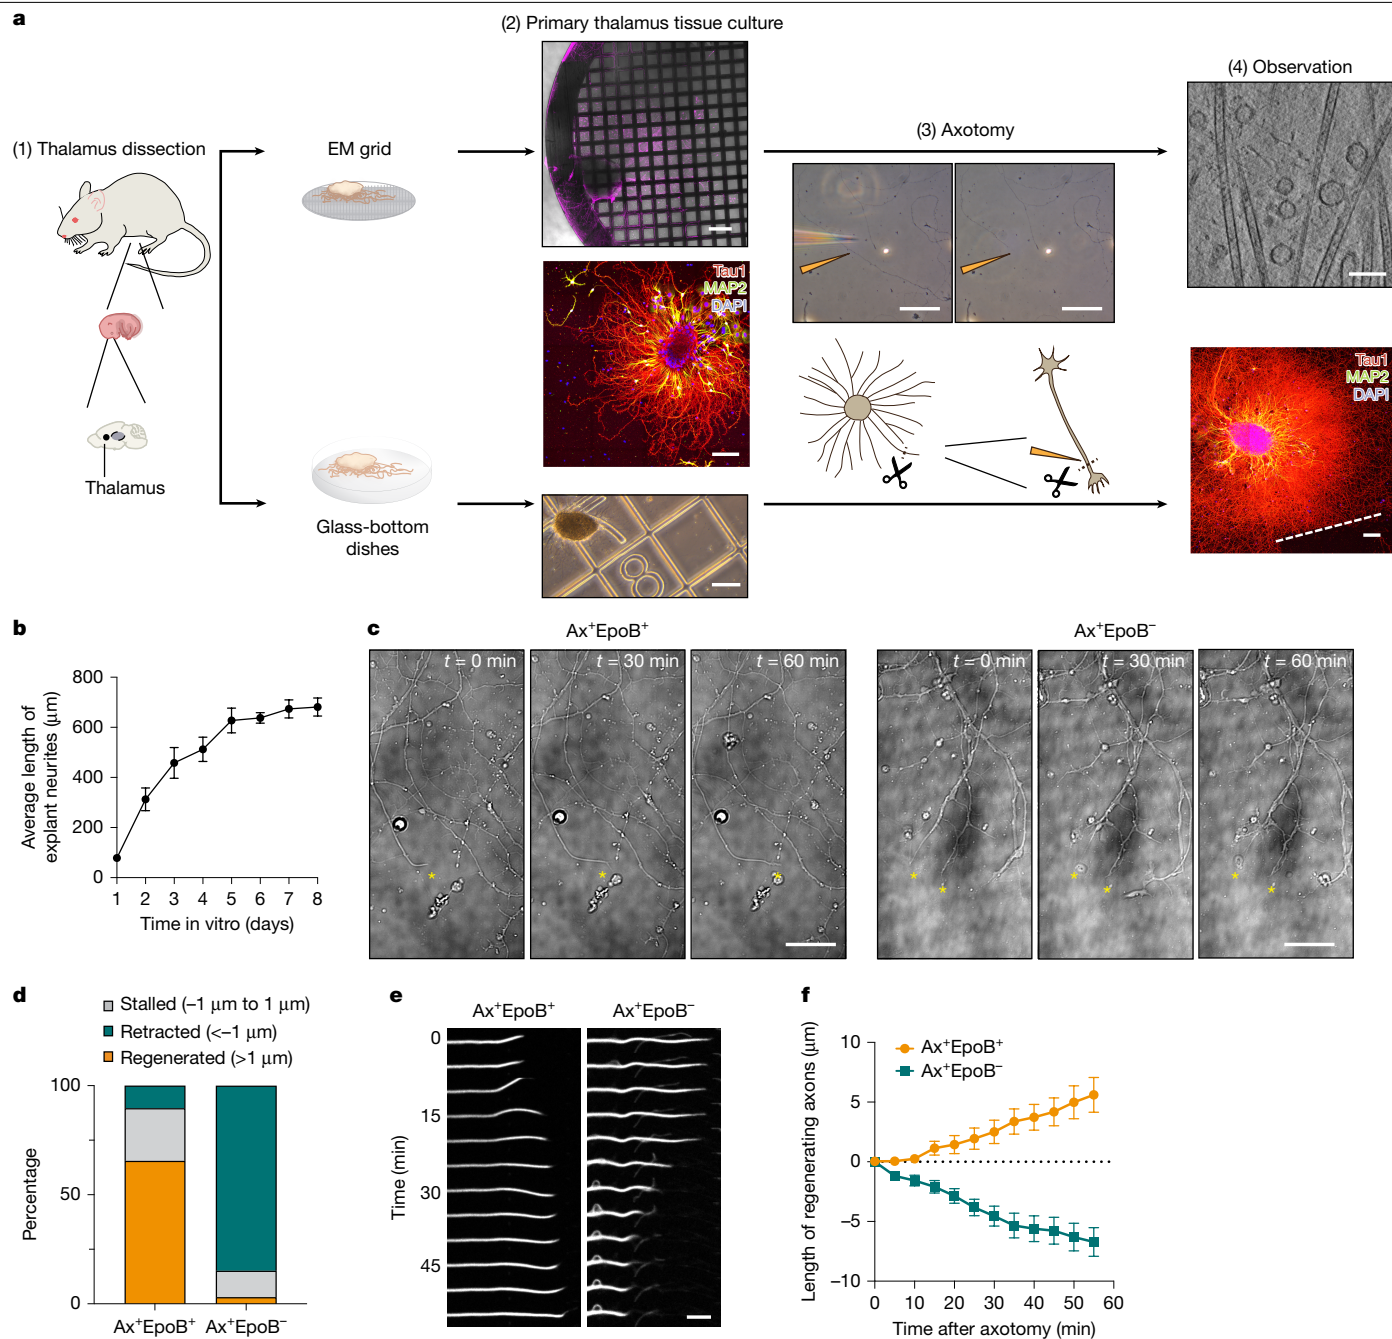 a
(2) Primary thalamus tissue culture
(4) Observation
(3) Axotomy
(1) Thalamus dissection
EM grid
Tau1
MAP2
DAPI
Tau1
MAP2
DAPI
Thalamus
Glass-bottom
dishes
8
b
Average length of
explant neurites (μm)
800
600
400
200
0
1 2 3 4 5 6 7 8
Time in vitro (days)
c
Ax⁺EpoB⁺
Ax⁺EpoB⁻
t = 0 min
t = 30 min
t = 60 min
t = 0 min
t = 30 min
t = 60 min
* * * * * * * * *
d
Stalled (–1 μm to 1 μm)
Retracted (<–1 μm)
Regenerated (>1 μm)
Percentage
100
50
0
Ax⁺EpoB⁺ Ax⁺EpoB⁻
e
Ax⁺EpoB⁺ Ax⁺EpoB⁻
Time (min)
0
15
30
45
f
Ax⁺EpoB⁺
Ax⁺EpoB⁻
Length of regenerating axons (μm)
10
5
0
–5
–10
0 10 20 30 40 50 60
Time after axotomy (min)